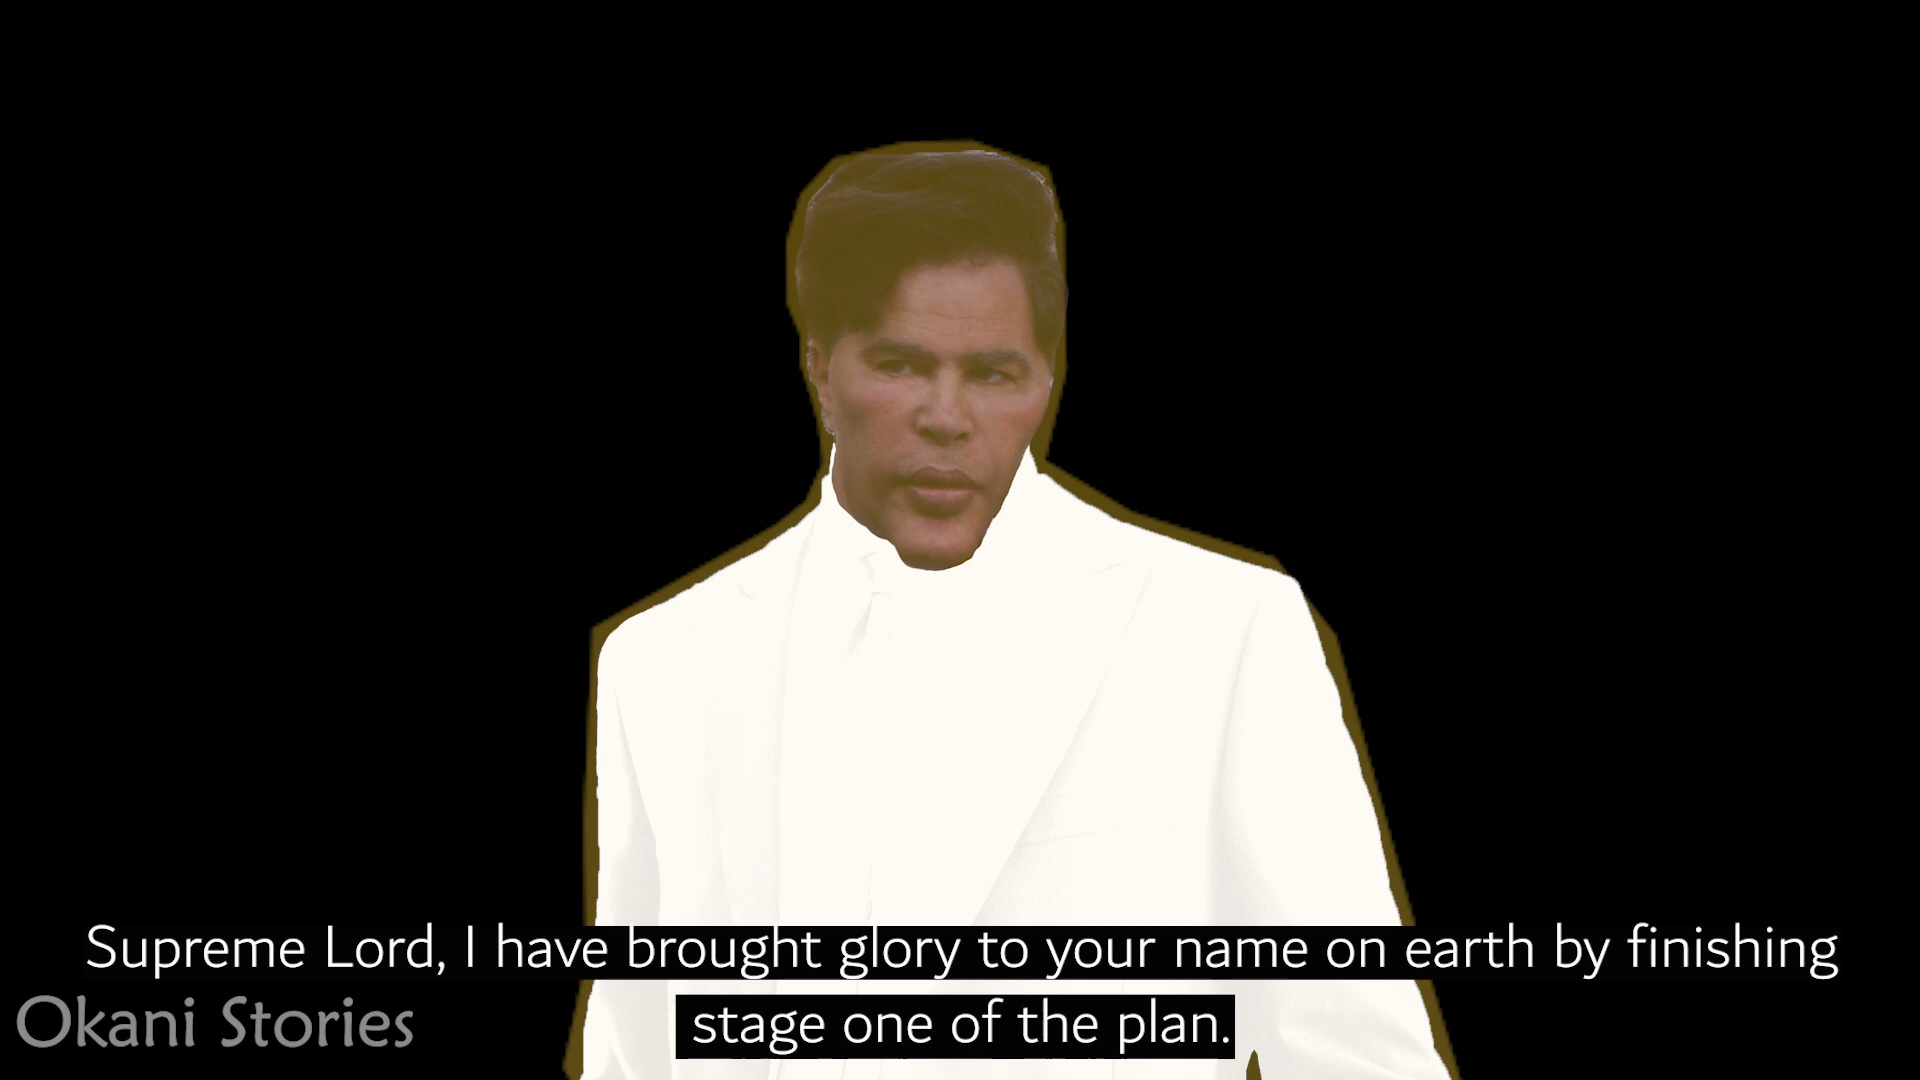 Supreme Lord, I have brought glory to your name on earth by finishing
stage one of the plan.
Okani Stories